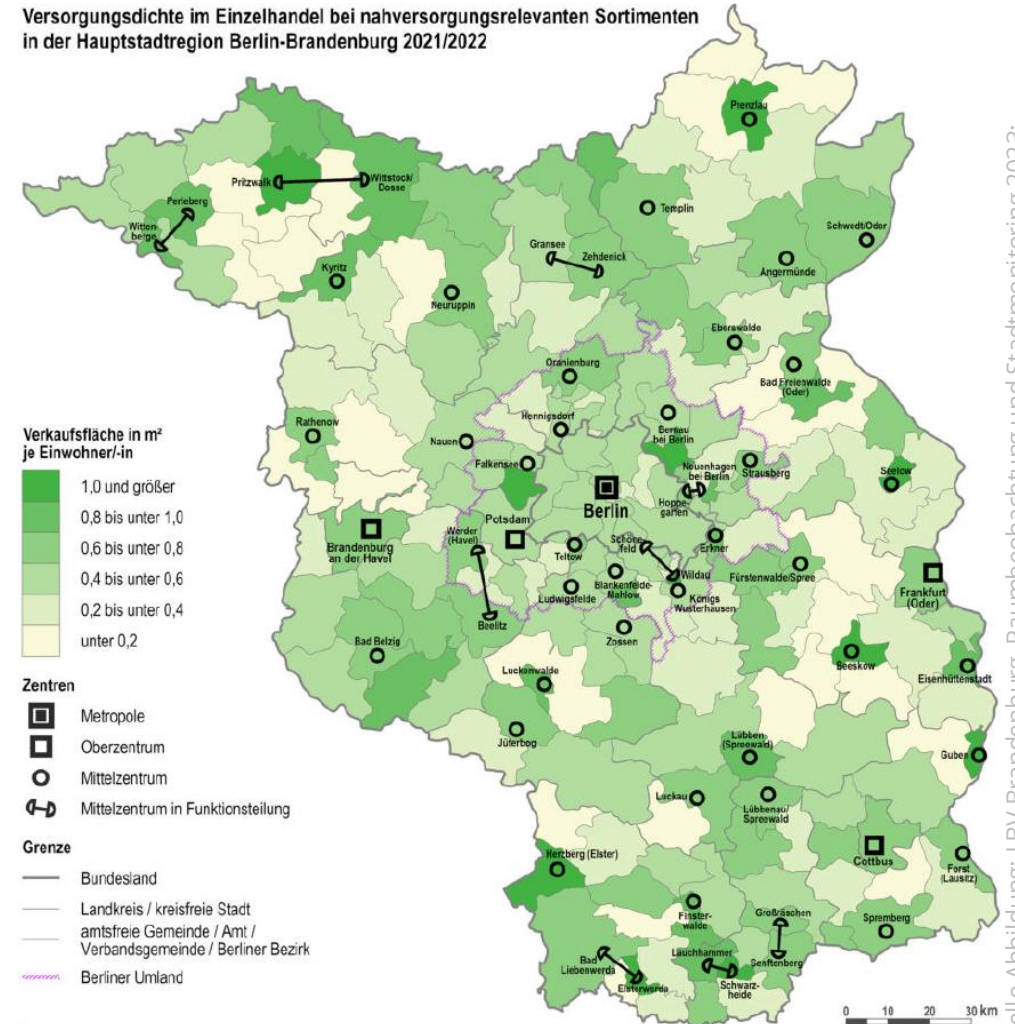 Versorgungsdichte im Einzelhandel bei nahversorgungsrelevanten Sortimenten
in der Hauptstadtregion Berlin-Brandenburg 2021/2022
Prenzlau
Pritzwalk
Wittstock/
Dosse
Perleberg
Witten-
berge
Templin
Schwedt/Oder
Gransee
Zehdenick
Angermünde
Kyritz
Neuruppin
Eberswalde
Oranienburg
Bad Freienwalde
(Oder)
Hennigsdorf
Bernau
bei Berlin
Rathenow
Nauen
Falkensee
Neuenhagen
bei Berlin
Strausberg
Seelow
Hoppe-
garten
Berlin
Potsdam
Werder
(Havel)
Brandenburg
an der Havel
Teltow
Schöne-
feld
Erkner
Wildau
Fürstenwalde/Spree
Frankfurt
(Oder)
Ludwigsfelde
Blankenfelde-
Mahlow
Königs
Wusterhausen
Beelitz
Zossen
Bad Belzig
Beeskow
Eisenhüttenstadt
Luckenwalde
Jüterbog
Lübben
(Spreewald)
Guben
Luckau
Lübbenau/
Spreewald
Cottbus
Forst
(Lausitz)
Herzberg (Elster)
Finster-
walde
Großräschen
Spremberg
Bad
Liebenwerda
Lauchhammer
Senftenberg
Elsterwerda
Schwarz-
heide
Verkaufsfläche in m²
je Einwohner/-in
1,0 und größer
0,8 bis unter 1,0
0,6 bis unter 0,8
0,4 bis unter 0,6
0,2 bis unter 0,4
unter 0,2
Zentren
Metropole
Oberzentrum
Mittelzentrum
Mittelzentrum in Funktionsteilung
Grenze
Bundesland
Landkreis / kreisfreie Stadt
amtsfreie Gemeinde / Amt /
Verbandsgemeinde / Berliner Bezirk
Berliner Umland
0 10 20 30 km
Abbildung: LBV Brandenburg, Raumbeobachtung und Stadtmonitoring 2023;